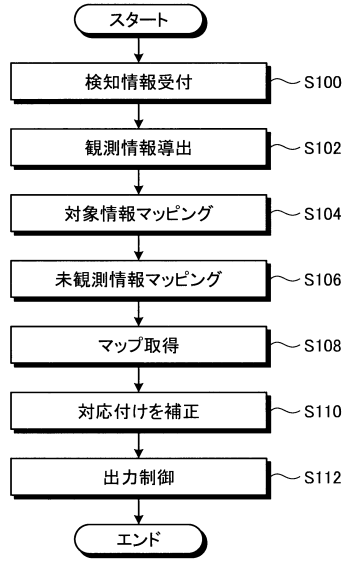 スタート
検知情報受付 S100
観測情報導出 S102
対象情報マッピング S104
未観測情報マッピング S106
マップ取得 S108
対応付けを補正 S110
出力制御 S112
エンド